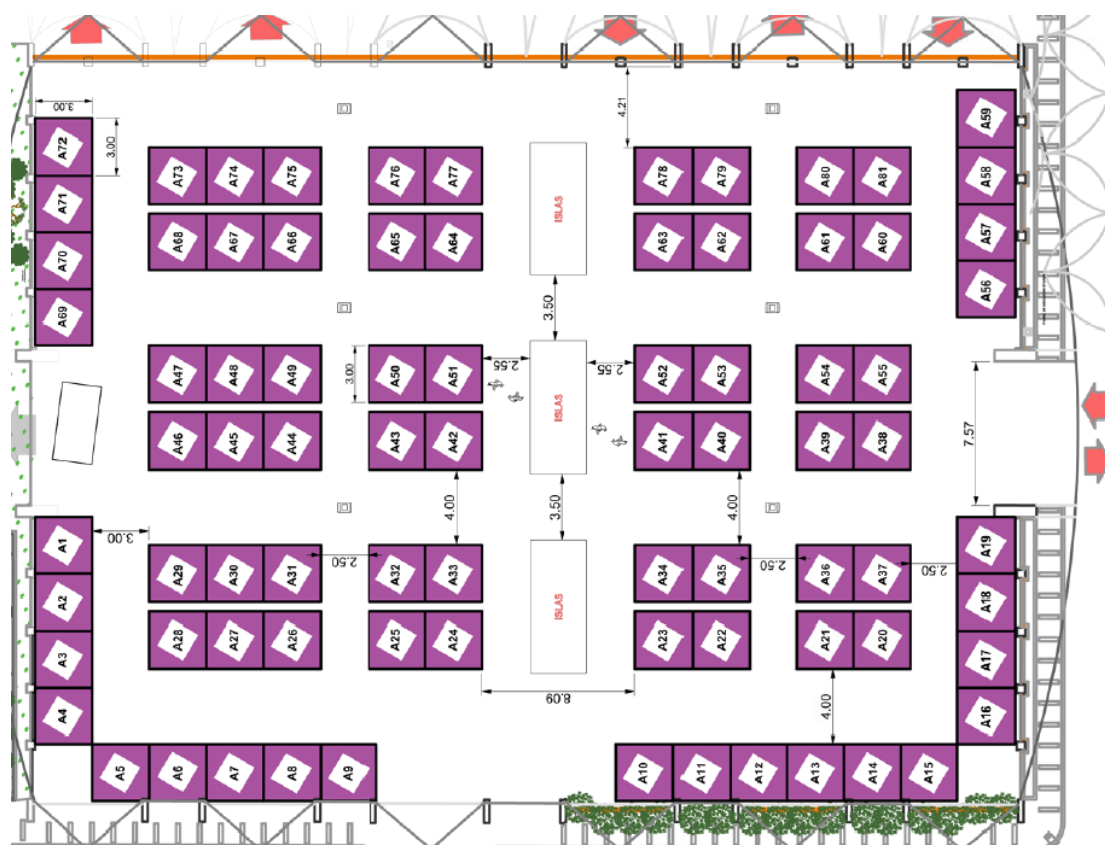 3.00
A72
3.00
A71
A70
A69
A73 A74 A75 A76 A77
A68 A67 A66 A65 A64
ISLAS
4.21
A78 A79 A80 A81
A63 A62 A61 A60
A59
A58
A57
A56
3.50
A47 A48 A49 3.00 A50 A51 2.55
A46 A45 A44 A43 A42
ISLAS
2.55 A52 A53 A54 A55
A41 A40 A39 A38
7.57
4.00
3.50
4.00
A1
A2
A3
A4
3.00
A29 A30 A31 2.50 A32 A33
A28 A27 A26 A25 A24
ISLAS
A34 A35 2.50 A36 A37 2.50
A23 A22 A21 A20
A19
A18
A17
A16
8.09
4.00
A5 A6 A7 A8 A9
A10 A11 A12 A13 A14 A15